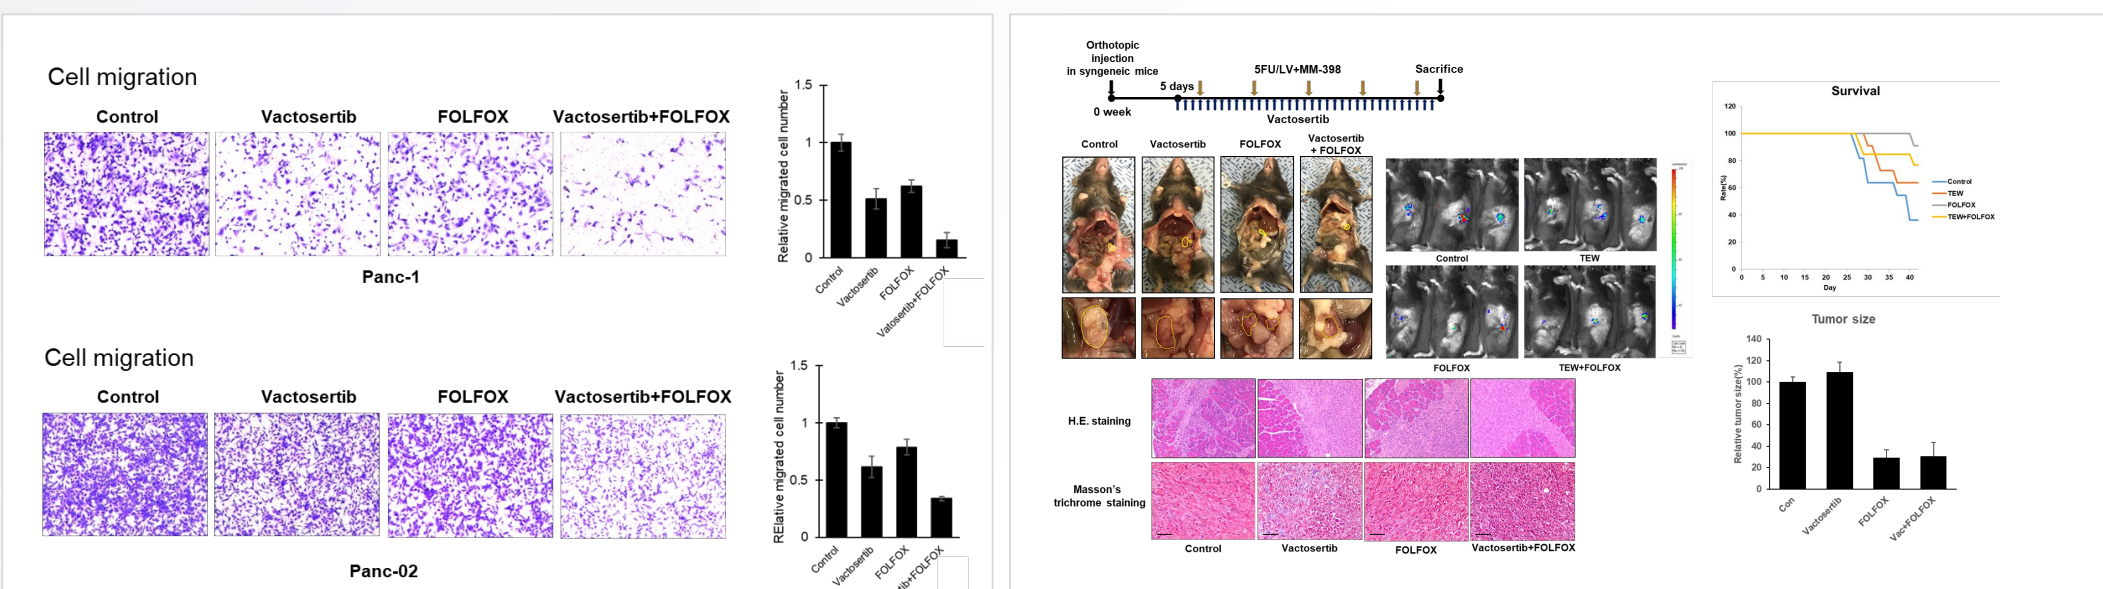 Cell migration
Control
Vactosertib
FOLFOX
Vactosertib+FOLFOX
Panc-1
Relative migrated cell number
1.5
1
0.5
0
Control
Vactosertib
FOLFOX
Vatosertib+FOLFOX
Cell migration
Control
Vactosertib
FOLFOX
Vactosertib+FOLFOX
Panc-02
RElative migrated cell number
1.5
1
0.5
0
Control
Vactosertib
FOLFOX
tib+FOLFOX
Orthotopic
injection
in syngeneic mice
5 days
5FU/LV+MM-398
Sacrifice
0 week
Vactosertib
Control
Vactosertib
FOLFOX
Vactosertib
+ FOLFOX
Control
TEW
FOLFOX
TEW+FOLFOX
H.E. staining
Masson's
trichrome staining
Control
Vactosertib
FOLFOX
Vactosertib+FOLFOX
Survival
Rate(%)
120
100
80
60
40
20
0
0 5 10 15 20 25 30 35 40
Day
Control
TEW
FOLFOX
TEW+FOLFOX
Tumor size
Relative tumor size(%)
140
120
100
80
60
40
20
0
Con
Vactosertib
FOLFOX
Vac+FOLFOX